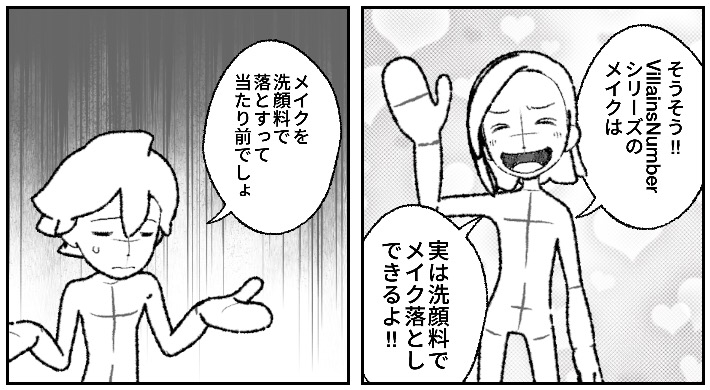 そうそう!!
VillainsNumber
シリーズの
メイクは
実は洗顔料で
メイク落とし
できるよ!!
メイクを
洗顔料で
落とすって
当たり前でしょ